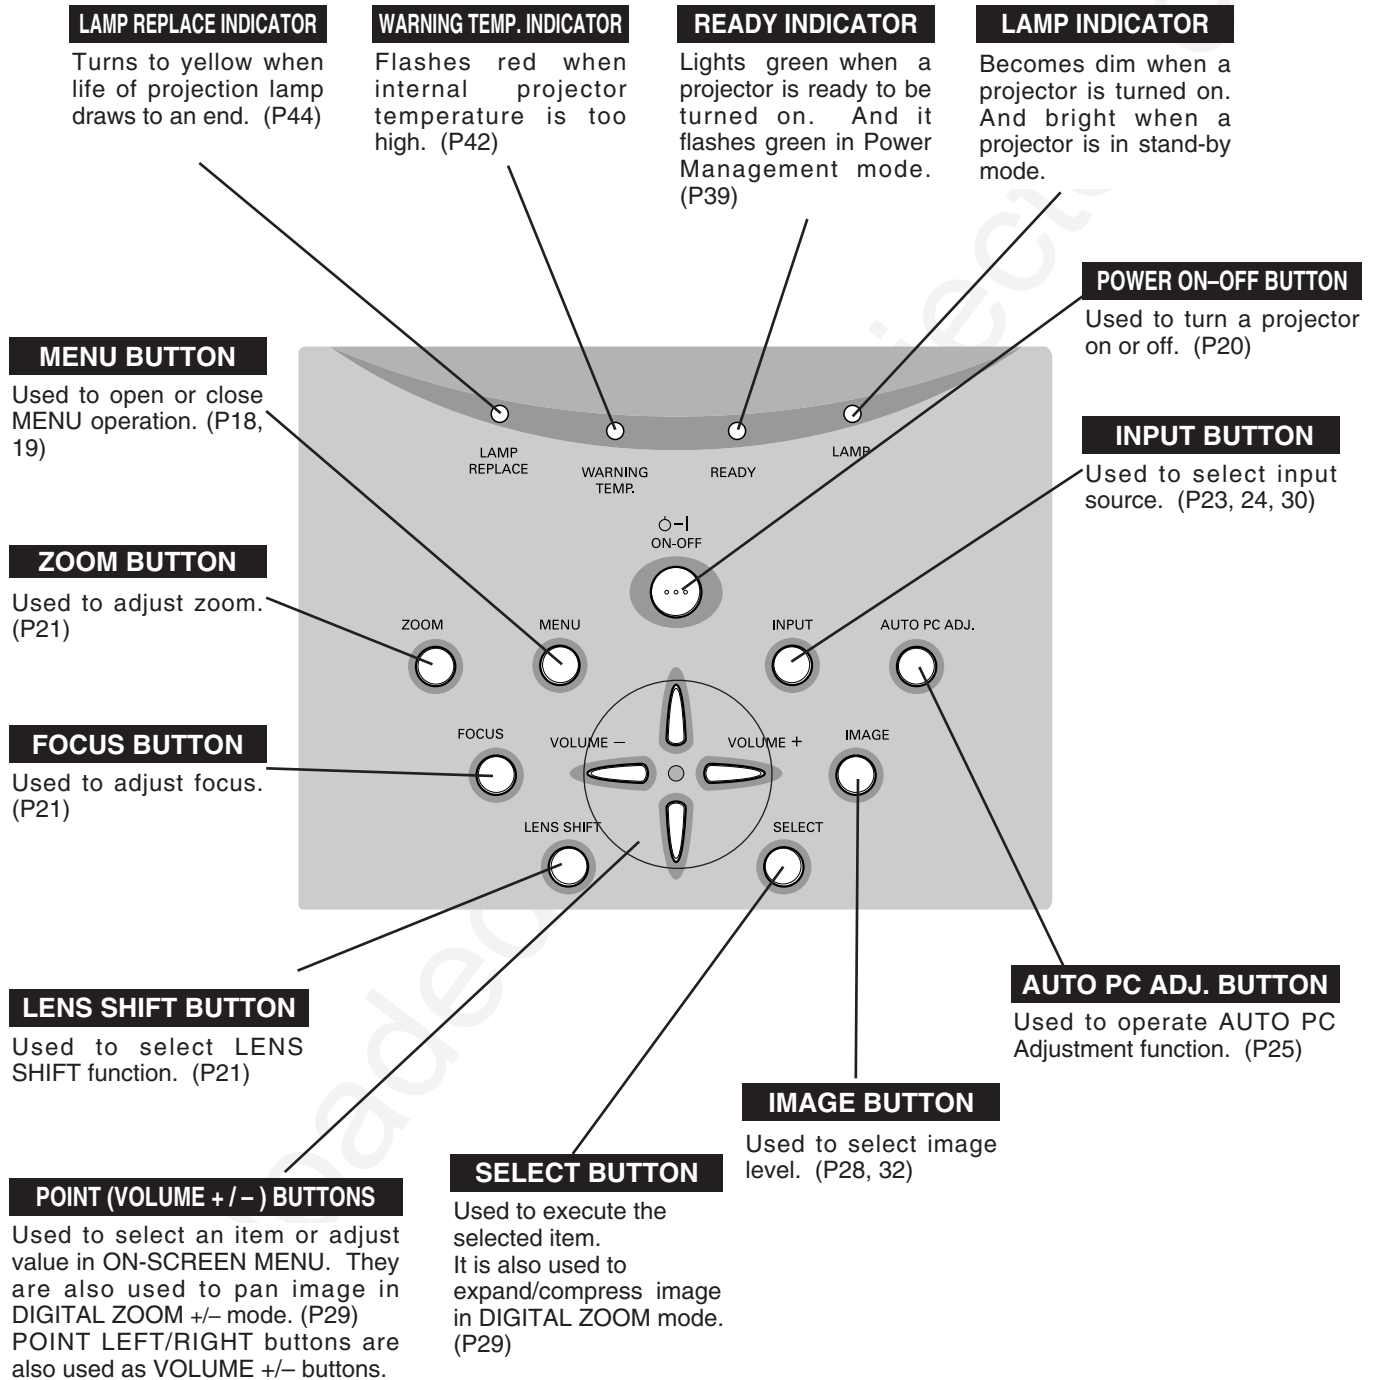 LAMP REPLACE INDICATOR
Turns to yellow when
life of projection lamp
draws to an end. (P44)
WARNING TEMP. INDICATOR
Flashes red when
internal projector
temperature is too
high. (P42)
READY INDICATOR
Lights green when a
projector is ready to be
turned on. And it
flashes green in Power
Management mode.
(P39)
LAMP INDICATOR
Becomes dim when a
projector is turned on.
And bright when a
projector is in stand-by
mode.
POWER ON–OFF BUTTON
Used to turn a projector
on or off. (P20)
MENU BUTTON
Used to open or close
MENU operation. (P18,
19)
INPUT BUTTON
Used to select input
source. (P23, 24, 30)
ZOOM BUTTON
Used to adjust zoom.
(P21)
FOCUS BUTTON
Used to adjust focus.
(P21)
LAMP
REPLACE
WARNING
TEMP.
READY
LAMP
ON-OFF
ZOOM
MENU
INPUT
AUTO PC ADJ.
FOCUS
VOLUME –
VOLUME +
IMAGE
LENS SHIFT
SELECT
LENS SHIFT BUTTON
Used to select LENS
SHIFT function. (P21)
AUTO PC ADJ. BUTTON
Used to operate AUTO PC
Adjustment function. (P25)
IMAGE BUTTON
Used to select image
level. (P28, 32)
SELECT BUTTON
Used to execute the
selected item.
It is also used to
expand/compress image
in DIGITAL ZOOM mode.
(P29)
POINT (VOLUME + / – ) BUTTONS
Used to select an item or adjust
value in ON-SCREEN MENU. They
are also used to pan image in
DIGITAL ZOOM +/– mode. (P29)
POINT LEFT/RIGHT buttons are
also used as VOLUME +/– buttons.